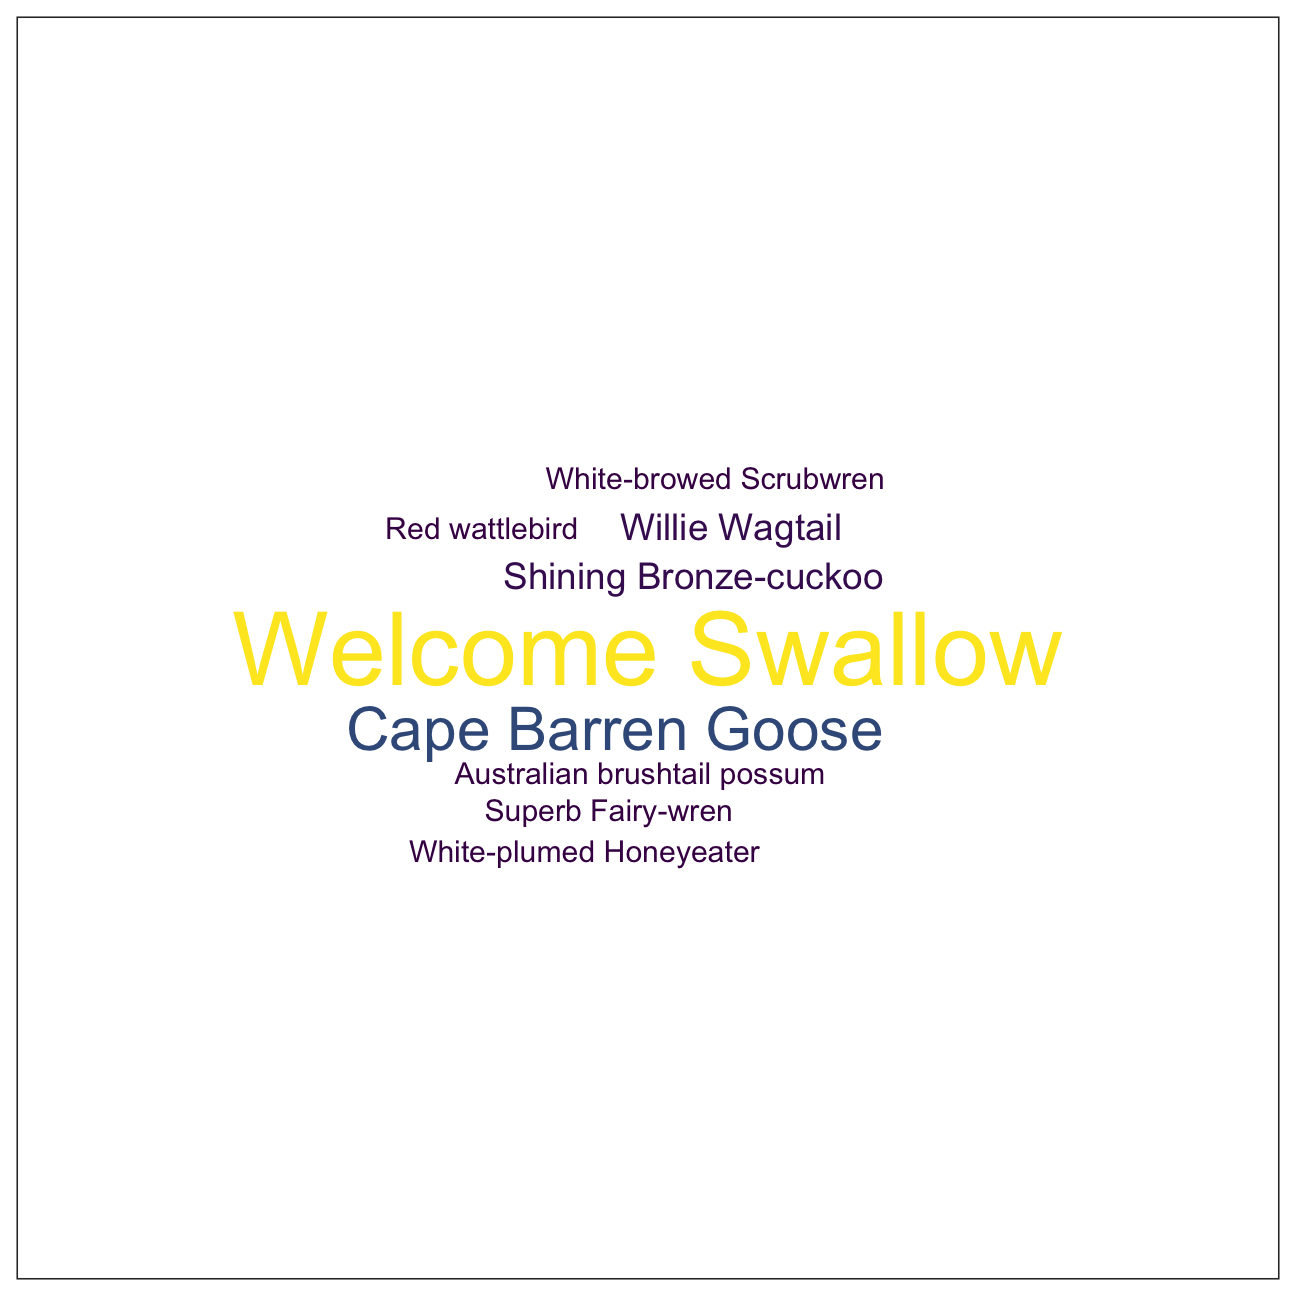 White-browed Scrubwren
Red wattlebird
Willie Wagtail
Shining Bronze-cuckoo
Welcome Swallow
Cape Barren Goose
Australian brushtail possum
Superb Fairy-wren
White-plumed Honeyeater